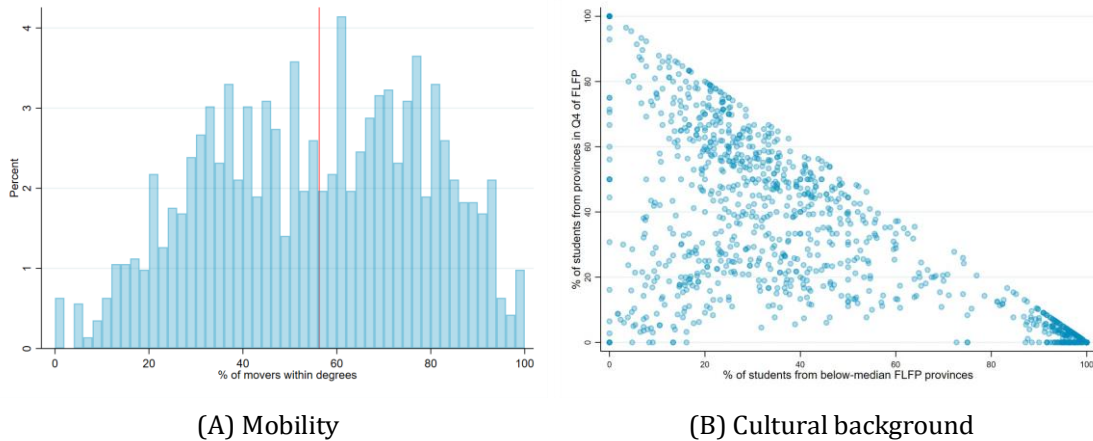 4
3
2
1
0
Percent
0 20 40 60 80 100
% of movers within degrees
(A) Mobility
100
80
60
40
20
0
% of students from provinces in Q4 of FLFP
0 20 40 60 80 100
% of students from below-median FLFP provinces
(B) Cultural background